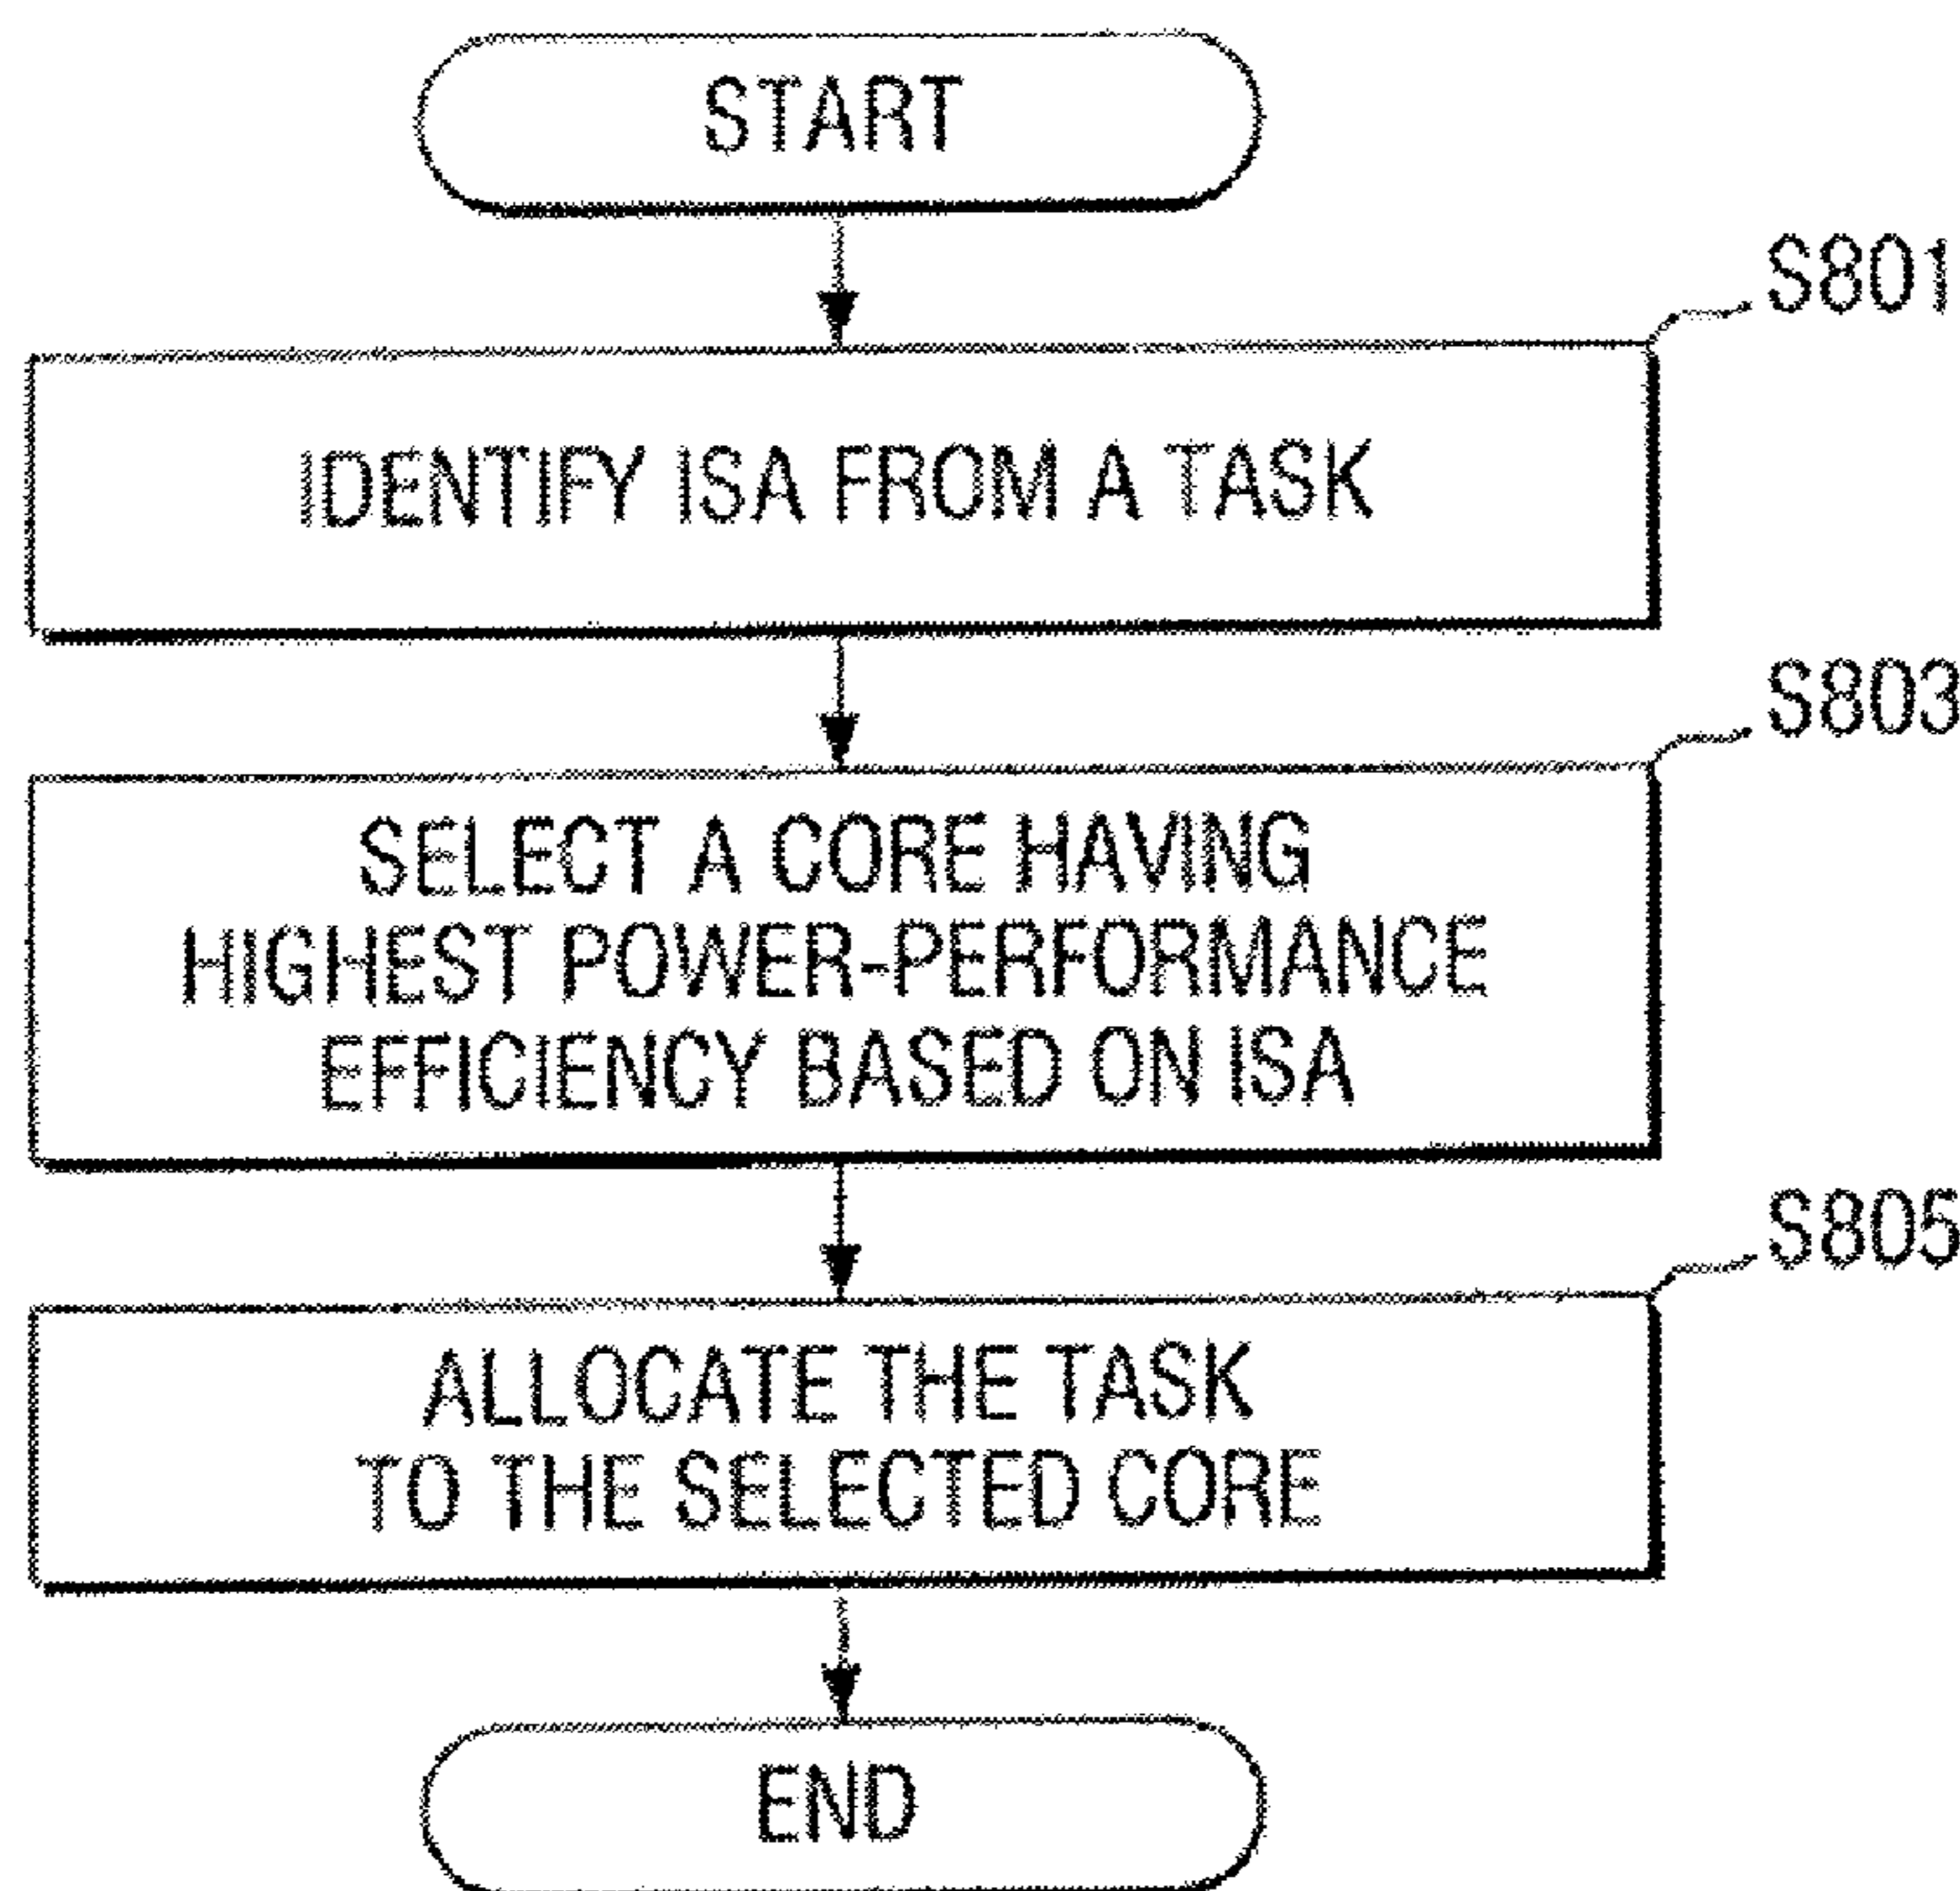 START
S801
IDENTIFY ISA FROM A TASK
S803
SELECT A CORE HAVING
HIGHEST POWER-PERFORMANCE
EFFICIENCY BASED ON ISA
S805
ALLOCATE THE TASK
TO THE SELECTED CORE
END